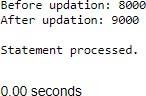 Before updation: 8000
After updation: 9000
Statement processed.
0.00 seconds